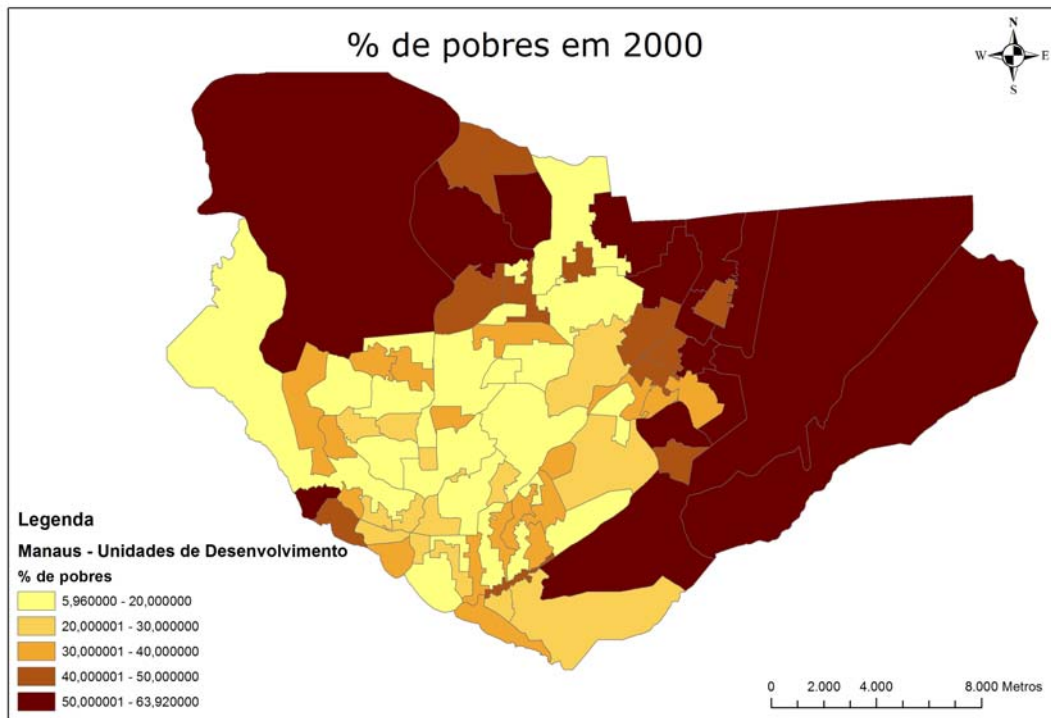 % de pobres em 2000
N
W E
S
Legenda
Manaus - Unidades de Desenvolvimento
% de pobres
5,960000 - 20,000000
20,000001 - 30,000000
30,000001 - 40,000000
40,000001 - 50,000000
50,000001 - 63,920000
0 2.000 4.000 8.000 Metros